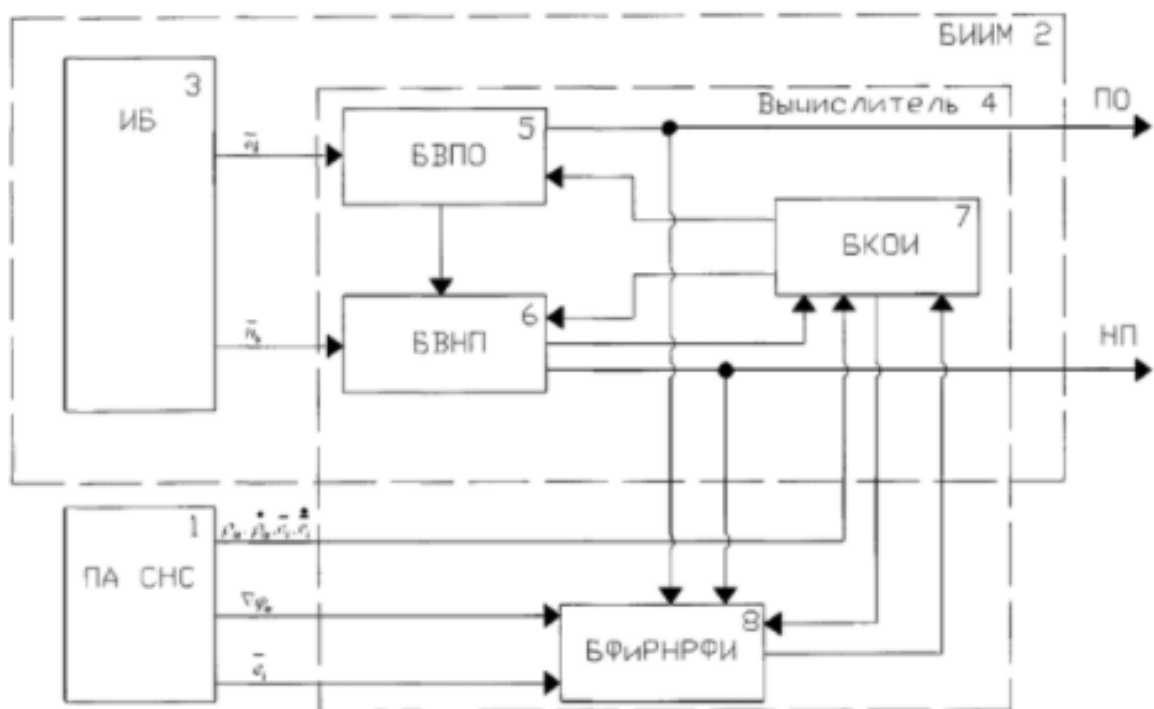 БИИМ 2
3
ИБ
Вычислитель 4
ПО
5
БВПО
7
БКОИ
6
БВНП
НП
1
ПА СНС
8
БФиРНРФИ